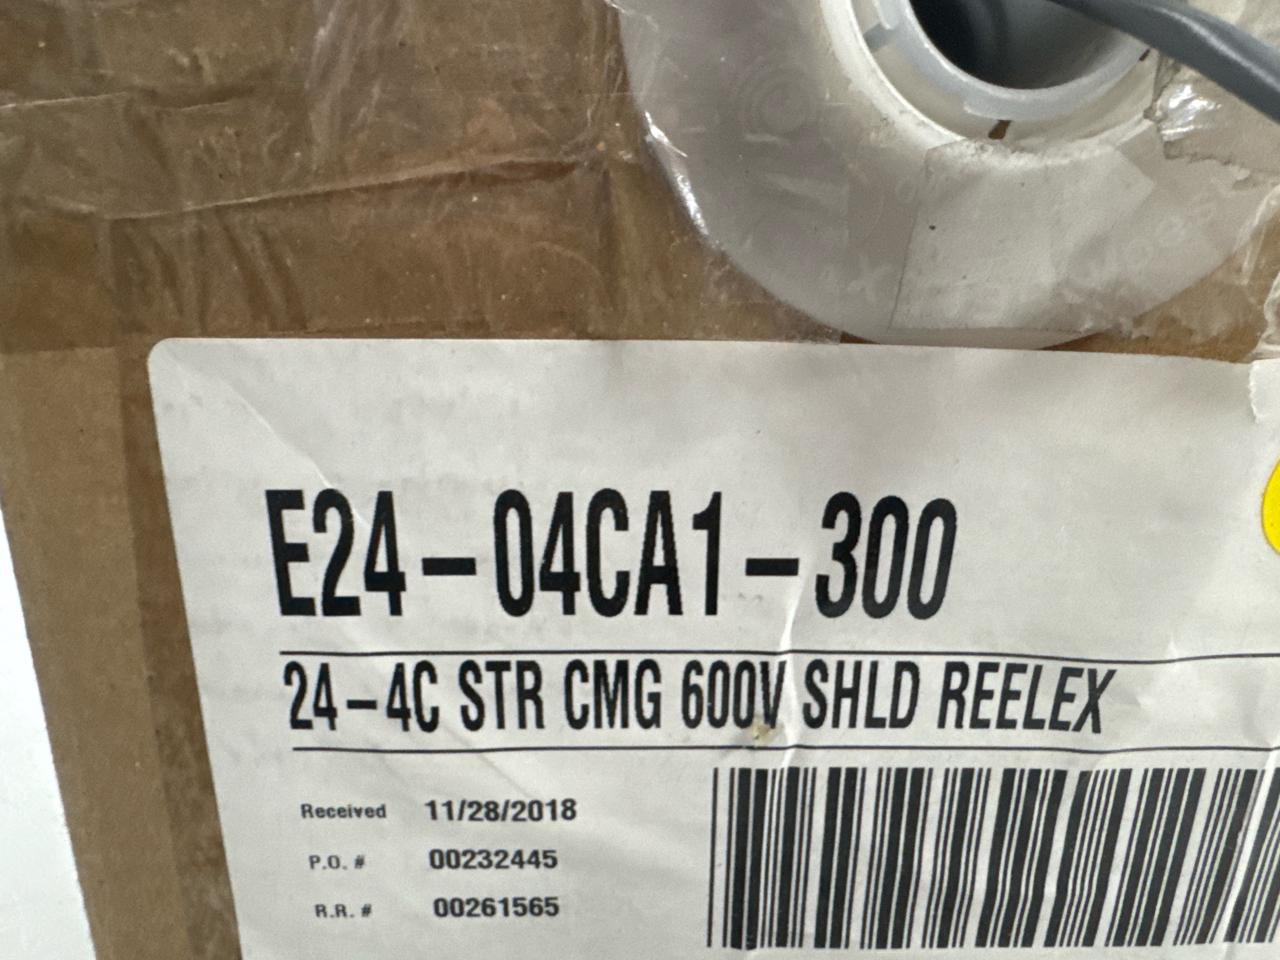 E24-04CA1-300
24-4C STR CMG 600V SHLD REELEX
Received 11/28/2018
P.O. # 00232445
R.R. # 00261565